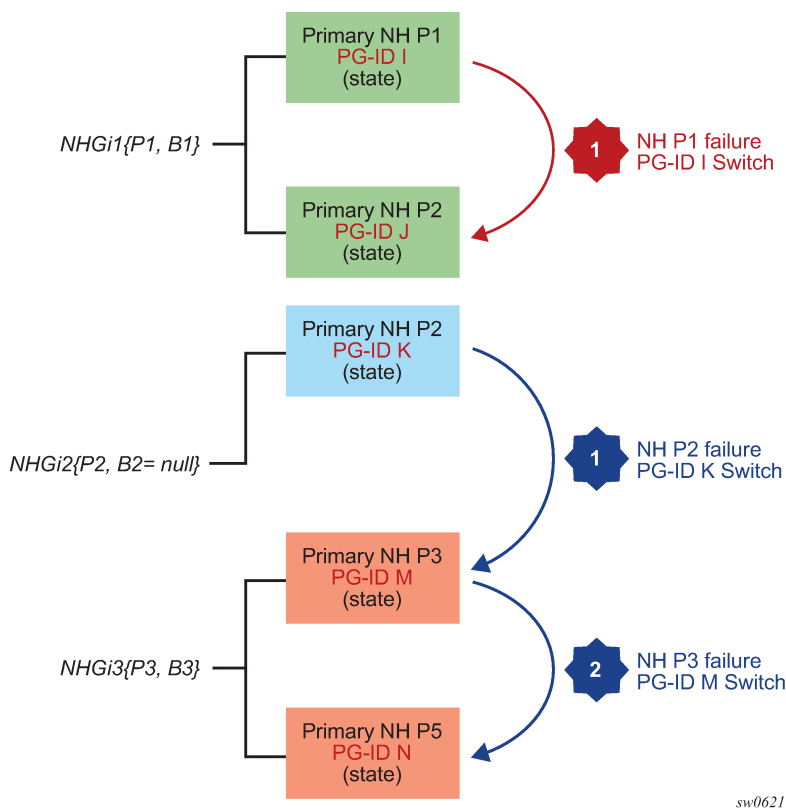 Primary NH P1
PG-ID I
(state)
NHGi1{P1, B1}
1
NH P1 failure
PG-ID I Switch
Primary NH P2
PG-ID J
(state)
Primary NH P2
PG-ID K
(state)
NHGi2{P2, B2= null}
1
NH P2 failure
PG-ID K Switch
Primary NH P3
PG-ID M
(state)
NHGi3{P3, B3}
2
NH P3 failure
PG-ID M Switch
Primary NH P5
PG-ID N
(state)
sw0621